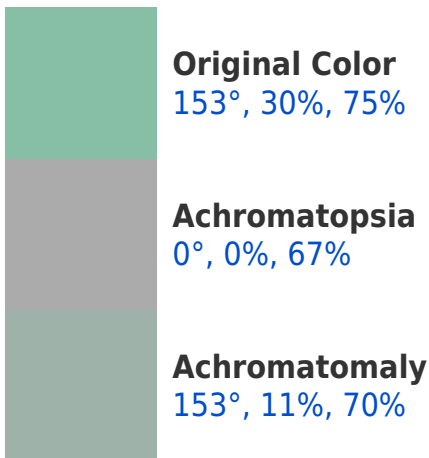 Original Color
153°, 30%, 75%
Achromatopsia
0°, 0%, 67%
Achromatomaly
153°, 11%, 70%